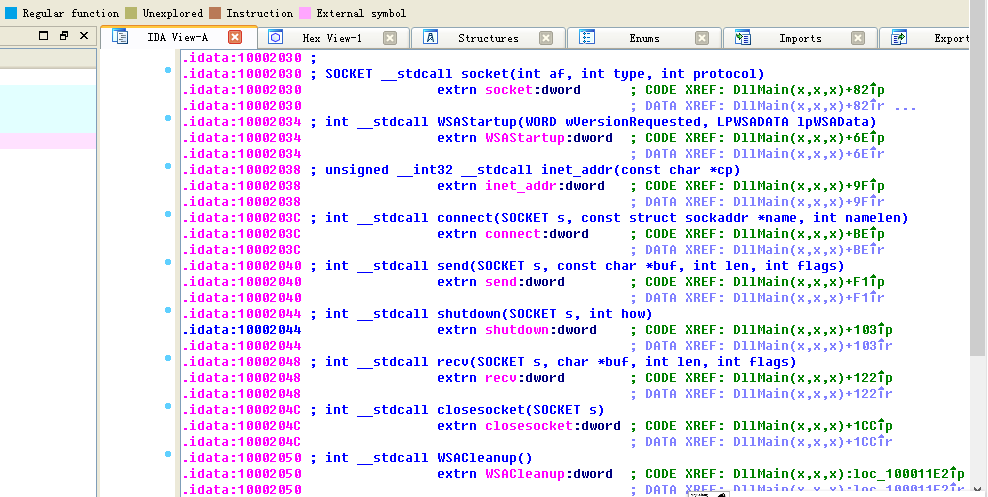 Regular function Unexplored Instruction External symbol
IDA View-A Hex View-1 Structures Enums Imports Export
.idata:10002030 ;
.idata:10002030 ; SOCKET __stdcall socket(int af, int type, int protocol)
.idata:10002030 extrn socket:dword ; CODE XREF: DllMain(x,x,x)+82↑p
.idata:10002030 ; DATA XREF: DllMain(x,x,x)+82↑r ...
.idata:10002034 ; int __stdcall WSAStartup(WORD wVersionRequested, LPWSADATA lpWSAData)
.idata:10002034 extrn WSAStartup:dword ; CODE XREF: DllMain(x,x,x)+6E↑p
.idata:10002034 ; DATA XREF: DllMain(x,x,x)+6E↑r
.idata:10002038 ; unsigned __int32 __stdcall inet_addr(const char *cp)
.idata:10002038 extrn inet_addr:dword ; CODE XREF: DllMain(x,x,x)+9F↑p
.idata:10002038 ; DATA XREF: DllMain(x,x,x)+9F↑r
.idata:1000203C ; int __stdcall connect(SOCKET s, const struct sockaddr *name, int namelen)
.idata:1000203C extrn connect:dword ; CODE XREF: DllMain(x,x,x)+BE↑p
.idata:1000203C ; DATA XREF: DllMain(x,x,x)+BE↑r
.idata:10002040 ; int __stdcall send(SOCKET s, const char *buf, int len, int flags)
.idata:10002040 extrn send:dword ; CODE XREF: DllMain(x,x,x)+F1↑p
.idata:10002040 ; DATA XREF: DllMain(x,x,x)+F1↑r
.idata:10002044 ; int __stdcall shutdown(SOCKET s, int how)
.idata:10002044 extrn shutdown:dword ; CODE XREF: DllMain(x,x,x)+103↑p
.idata:10002044 ; DATA XREF: DllMain(x,x,x)+103↑r
.idata:10002048 ; int __stdcall recv(SOCKET s, char *buf, int len, int flags)
.idata:10002048 extrn recv:dword ; CODE XREF: DllMain(x,x,x)+122↑p
.idata:10002048 ; DATA XREF: DllMain(x,x,x)+122↑r
.idata:1000204C ; int __stdcall closesocket(SOCKET s)
.idata:1000204C extrn closesocket:dword ; CODE XREF: DllMain(x,x,x)+1CC↑p
.idata:1000204C ; DATA XREF: DllMain(x,x,x)+1CC↑r
.idata:10002050 ; int __stdcall WSACleanup()
.idata:10002050 extrn WSACleanup:dword ; CODE XREF: DllMain(x,x,x):loc_100011E2↑p
.idata:10002050 ; DATA XREF: DllMain(x,x,x):loc_100011E2↑r